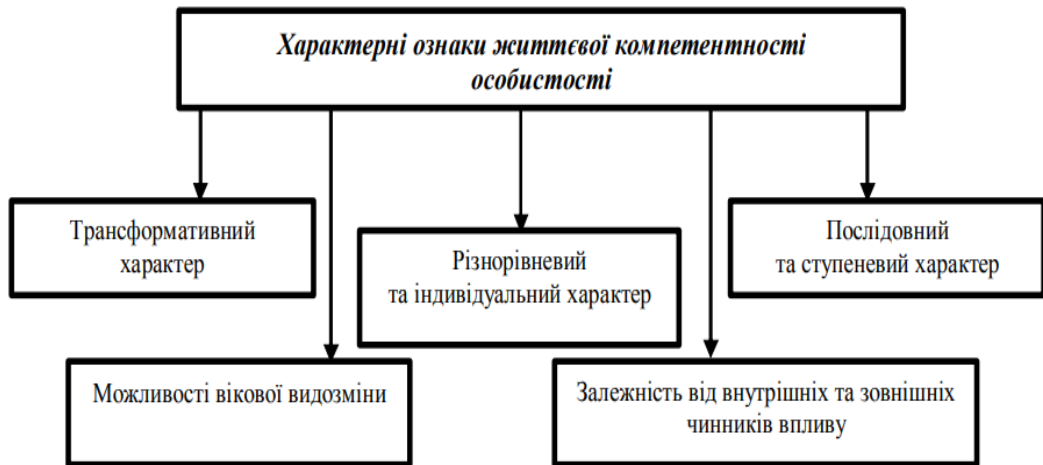 Характерні ознаки життєвої компетентності
особистості
Трансформативний
характер
Різнорівневий
та індивідуальний характер
Послідовний
та ступеневий характер
Можливості вікової видозміни
Залежність від внутрішніх та зовнішніх
чинників впливу